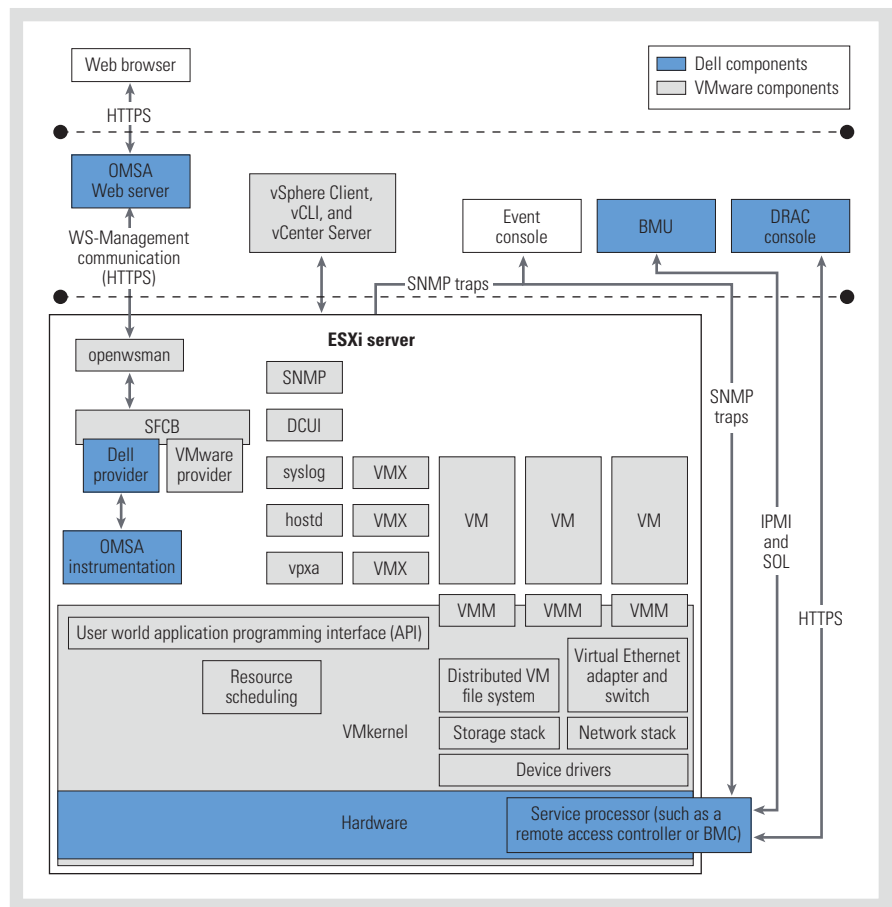 Web browser
Dell components
VMware components
HTTPS
OMSA
Web server
vSphere Client,
vCLI, and
vCenter Server
Event
console
BMU
DRAC
console
WS-Management
communication
(HTTPS)
SNMP traps
ESXi server
openwsman
SNMP
SNMP
traps
SFCB
DCUI
Dell
provider
VMware
provider
syslog
VMX
VM
VM
VM
hostd
VMX
IPMI
and
SOL
OMSA
instrumentation
vpxa
VMX
VMM
VMM
VMM
HTTPS
User world application programming interface (API)
Resource
scheduling
Distributed VM
file system
Virtual Ethernet
adapter and
switch
VMkernel
Storage stack
Network stack
Device drivers
Hardware
Service processor (such as a
remote access controller or BMC)